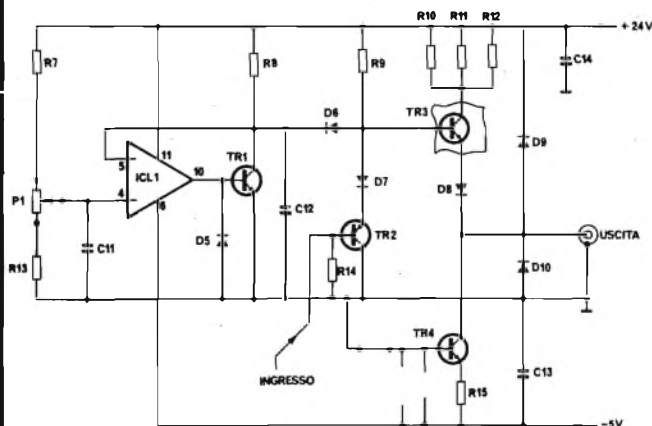 R10 R11 R12
+ 24V
R7
R8
R9
C14
D6
TR3
D9
5
11
TR1
ICL1
10
D7
D8
4
P1
6
C12
TR2
USCITA
C11
D5
R14
D10
R13
TR4
INGRESSO
C13
R15
-5V